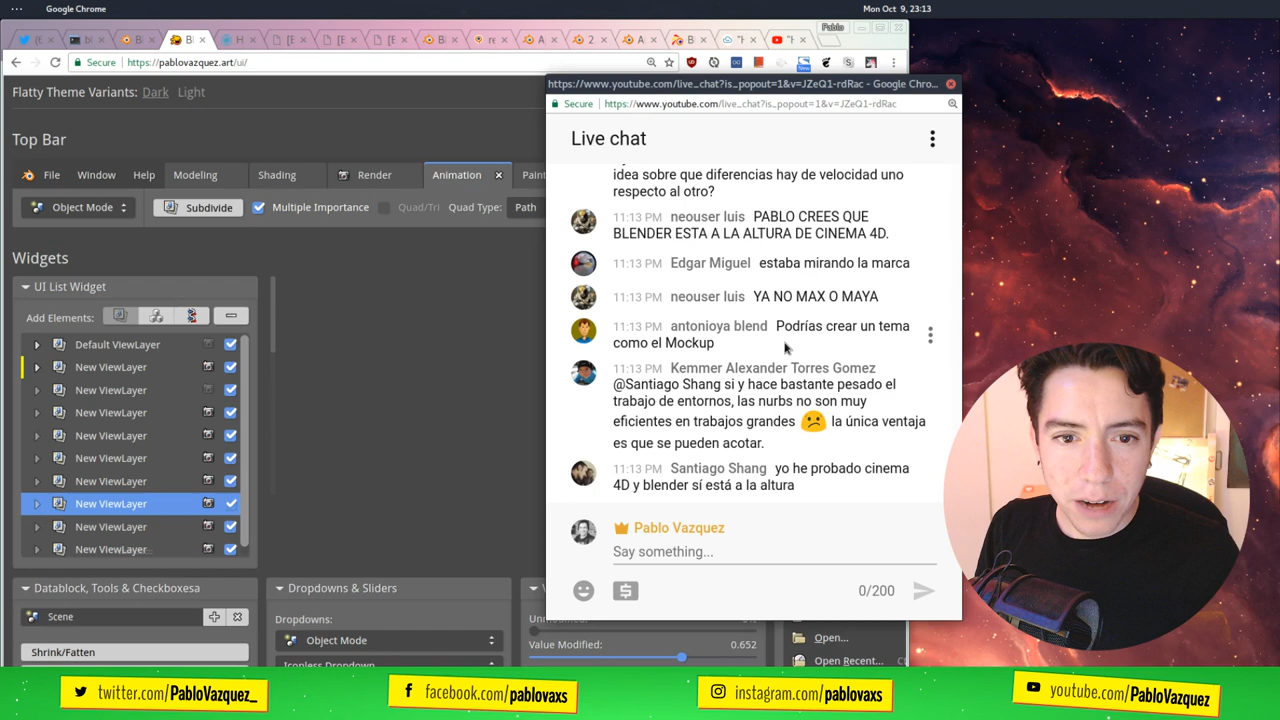 Google Chrome
Mon Oct 9, 23:13
Pablo
Secure https://pablovazquez.art/ui/
Flatty Theme Variants: Dark Light
Top Bar
File Window Help Modeling Shading Render Animation Paint
Object Mode Subdivide Multiple Importance Quad/Tri Quad Type: Path
Widgets
UI List Widget
Add Elements:
Default ViewLayer
New ViewLayer
New ViewLayer
New ViewLayer
New ViewLayer
New ViewLayer
New ViewLayer
New ViewLayer
New ViewLayer
New ViewLayer
Datablock, Tools & Checkboxesa
Scene
Shrink/Fatten
Dropdowns & Sliders
Dropdowns:
Object Mode
Value Modified: 0.652
Open...
Open Recent...
https://www.youtube.com/live_chat?is_popout=1&v=JZeQ1-rdRac - Google Chro...
Secure https://www.youtube.com/live_chat?is_popout=1&v=JZeQ1-rdRac
Live chat
idea sobre que diferencias hay de velocidad uno
respecto al otro?
11:13 PM neouser luis PABLO CREES QUE
BLENDER ESTA A LA ALTURA DE CINEMA 4D.
11:13 PM Edgar Miguel estaba mirando la marca
11:13 PM neouser luis YA NO MAX O MAYA
11:13 PM antonioya blend Podrías crear un tema
como el Mockup
11:13 PM Kemmer Alexander Torres Gomez
@Santiago Shang si y hace bastante pesado el
trabajo de entornos, las nurbs no son muy
eficientes en trabajos grandes la única ventaja
es que se pueden acotar.
11:13 PM Santiago Shang yo he probado cinema
4D y blender sí está a la altura
Pablo Vazquez
Say something...
0/200
twitter.com/PabloVazquez_
facebook.com/pablovaxs
instagram.com/pablovaxs
youtube.com/PabloVazquez